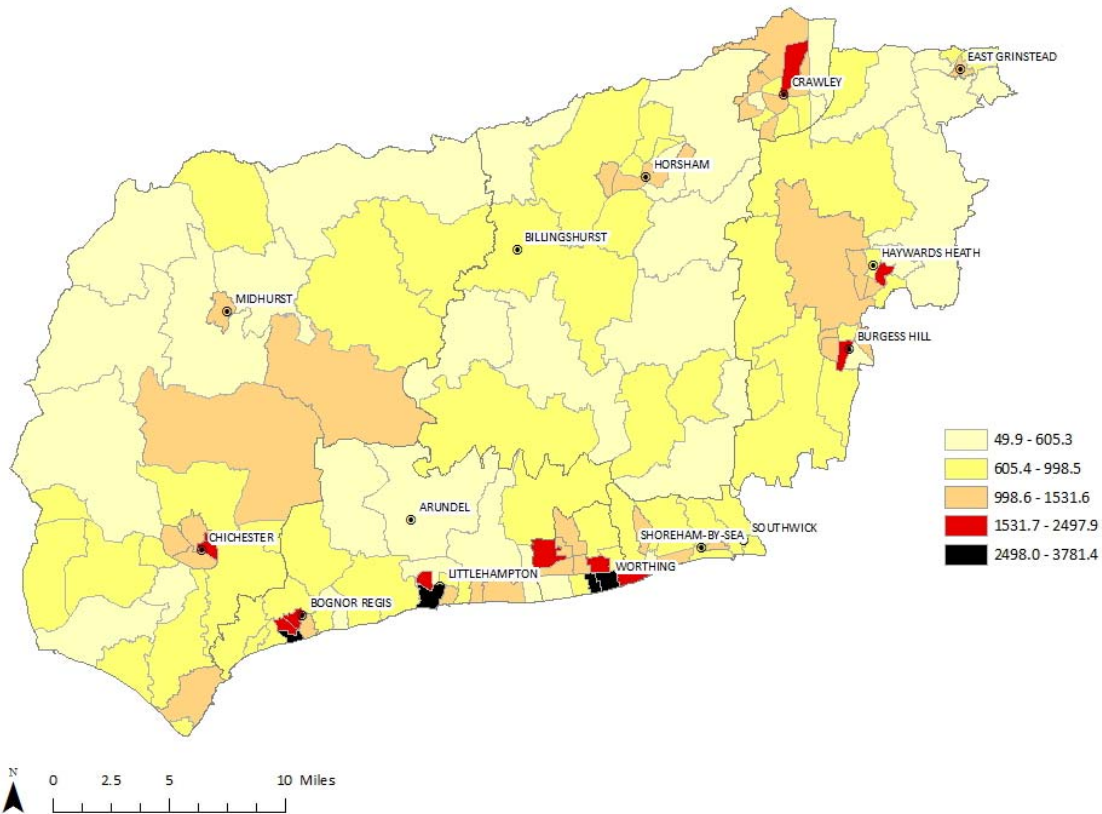 EAST GRINSTEAD
CRAWLEY
HORSHAM
BILLINGSHURST
HAYWARDS HEATH
MIDHURST
BURGESS HILL
49.9 - 605.3
605.4 - 998.5
998.6 - 1531.6
1531.7 - 2497.9
2498.0 - 3781.4
ARUNDEL
SOUTHWICK
SHOREHAM-BY-SEA
CHICHESTER
WORTHING
LITTLEHAMPTON
BOGNOR REGIS
N
0 2.5 5 10 Miles